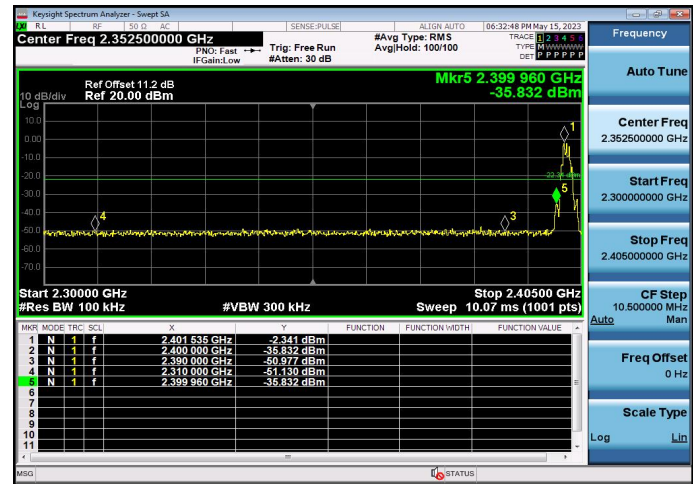 Keysight Spectrum Analyzer - Swept SA
LXI RL RF 50 Ω AC SENSE:PULSE ALIGN AUTO 06:32:48 PM May 15, 2023
Center Freq 2.352500000 GHz #Avg Type: RMS TRACE 1 2 3 4 5 6
PNO: Fast Trig: Free Run Avg|Hold: 100/100 TYPE M WWWWW
IFGain:Low #Atten: 30 dB DET P P P P P P
Ref Offset 11.2 dB Mkr5 2.399 960 GHz
10 dB/div Ref 20.00 dBm -35.832 dBm
Log
10.0
0.00
-10.0
-20.0
-30.0
-40.0
-50.0
-60.0
-70.0
1
5
4
3
Start 2.30000 GHz Stop 2.40500 GHz
#Res BW 100 kHz #VBW 300 kHz Sweep 10.07 ms (1001 pts)
MKR MODE TRC SCL X Y FUNCTION FUNCTION WIDTH FUNCTION VALUE
1 N 1 f 2.401 535 GHz -2.341 dBm
2 N 1 f 2.400 000 GHz -35.832 dBm
3 N 1 f 2.390 000 GHz -50.977 dBm
4 N 1 f 2.310 000 GHz -51.130 dBm
5 N 1 f 2.399 960 GHz -35.832 dBm
6
7
8
9
10
11
MSG STATUS
Frequency
Auto Tune
Center Freq
2.352500000 GHz
Start Freq
2.300000000 GHz
Stop Freq
2.405000000 GHz
CF Step
10.500000 MHz
Auto Man
Freq Offset
0 Hz
Scale Type
Log Lin